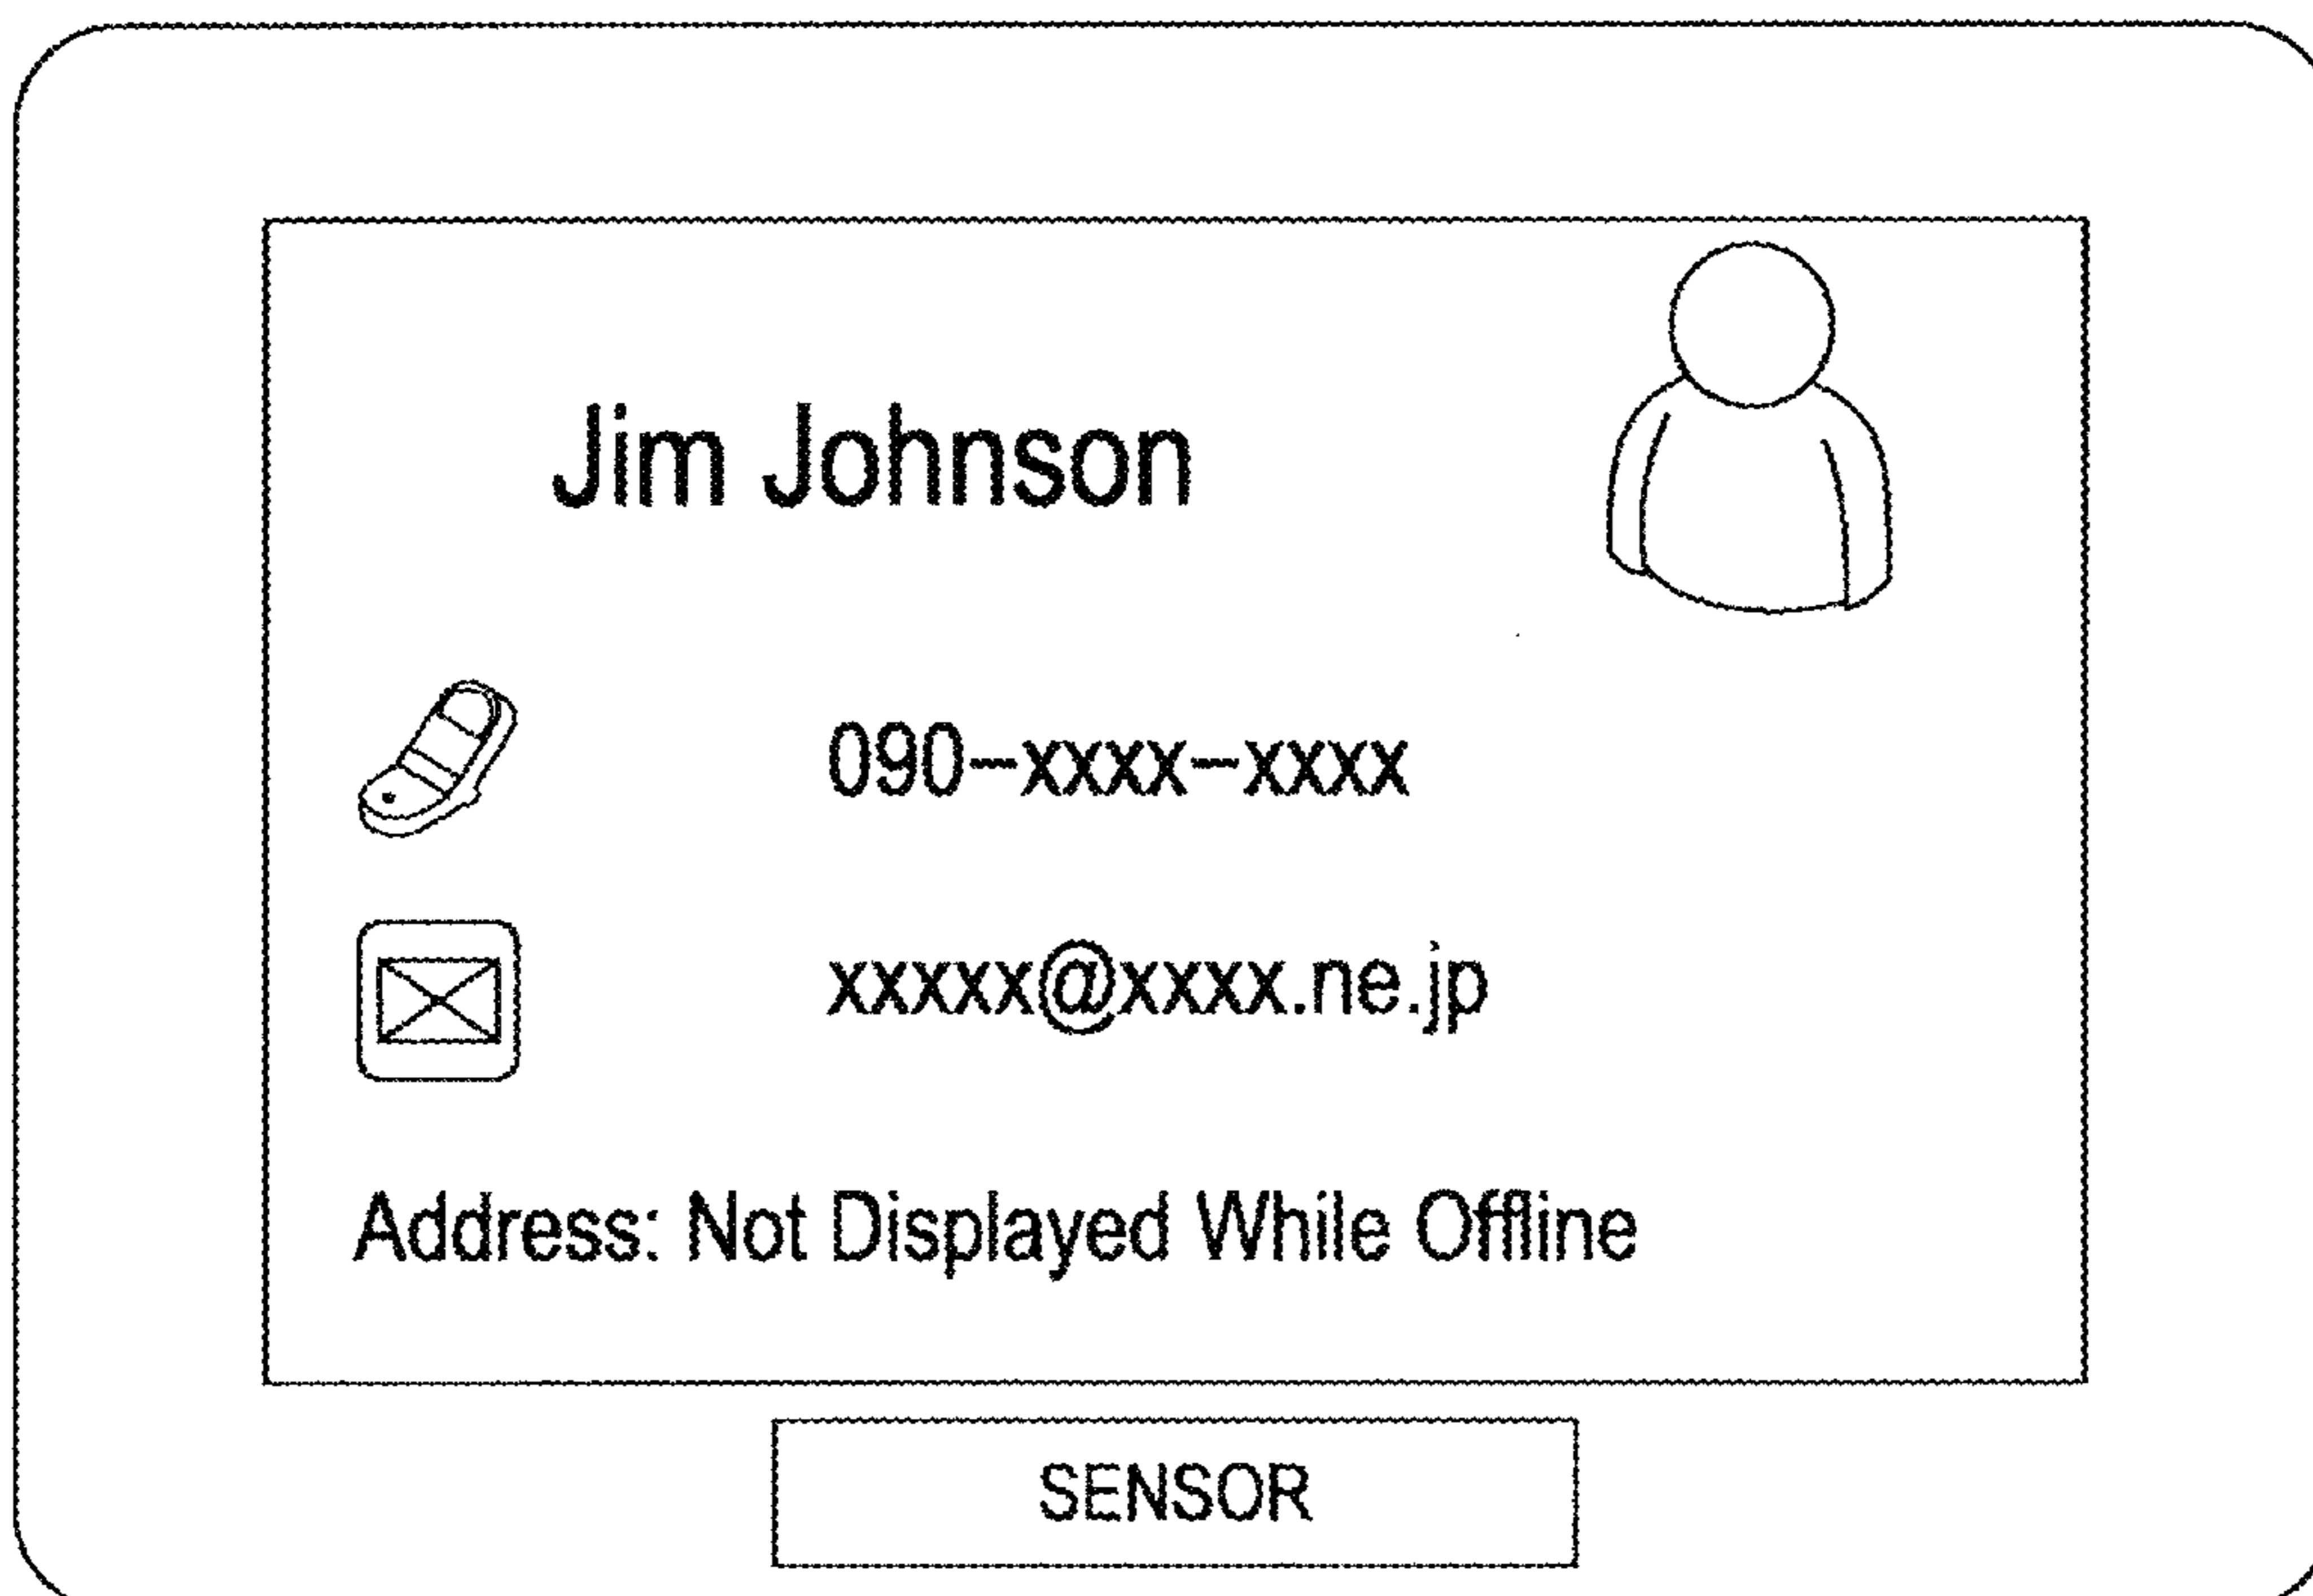 Jim Johnson
090-xxxx-xxxx
xxxxx@xxxx.ne.jp
Address: Not Displayed While Offline
SENSOR